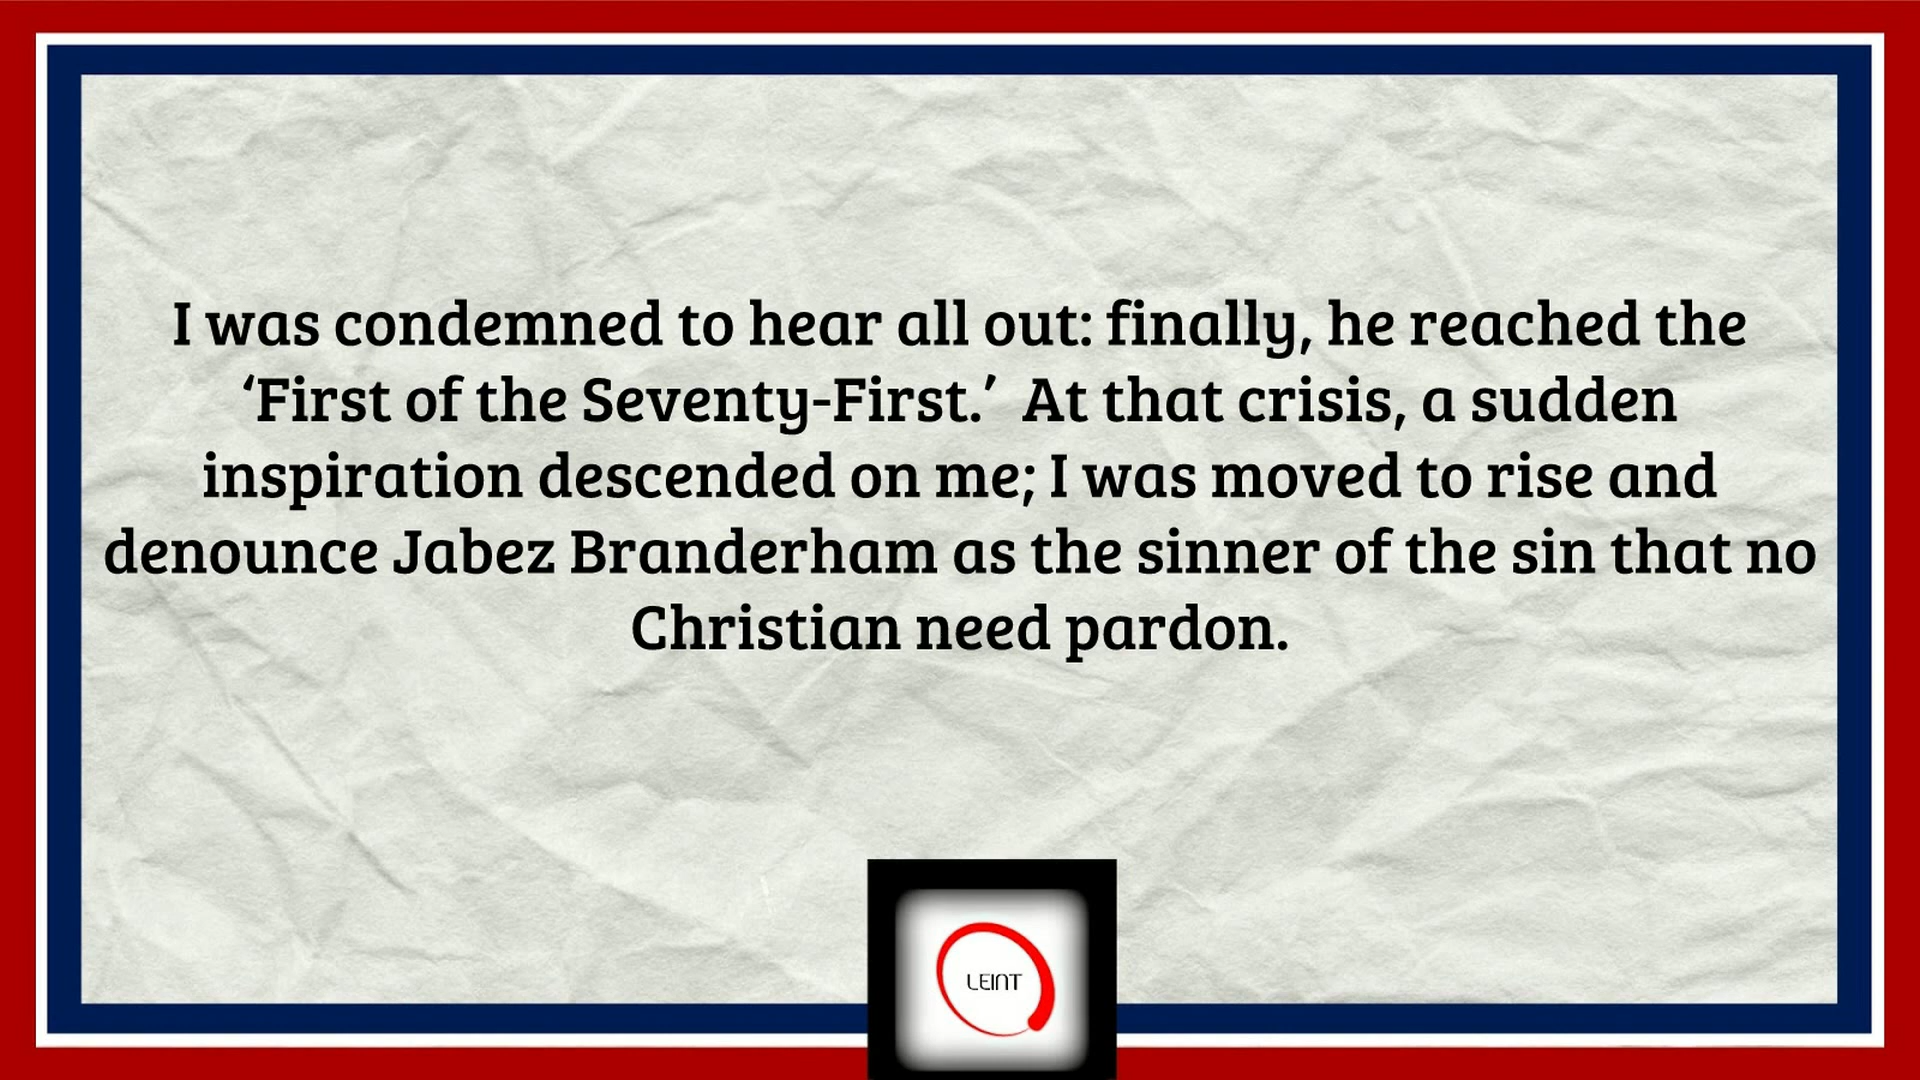 I was condemned to hear all out: finally, he reached the
‘First of the Seventy-First.’  At that crisis, a sudden
inspiration descended on me; I was moved to rise and
denounce Jabez Branderham as the sinner of the sin that no
Christian need pardon.
LEINT